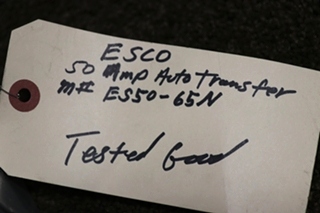 ESCO
50 Amp Auto Transfer
M# ES50-65N
Tested Good